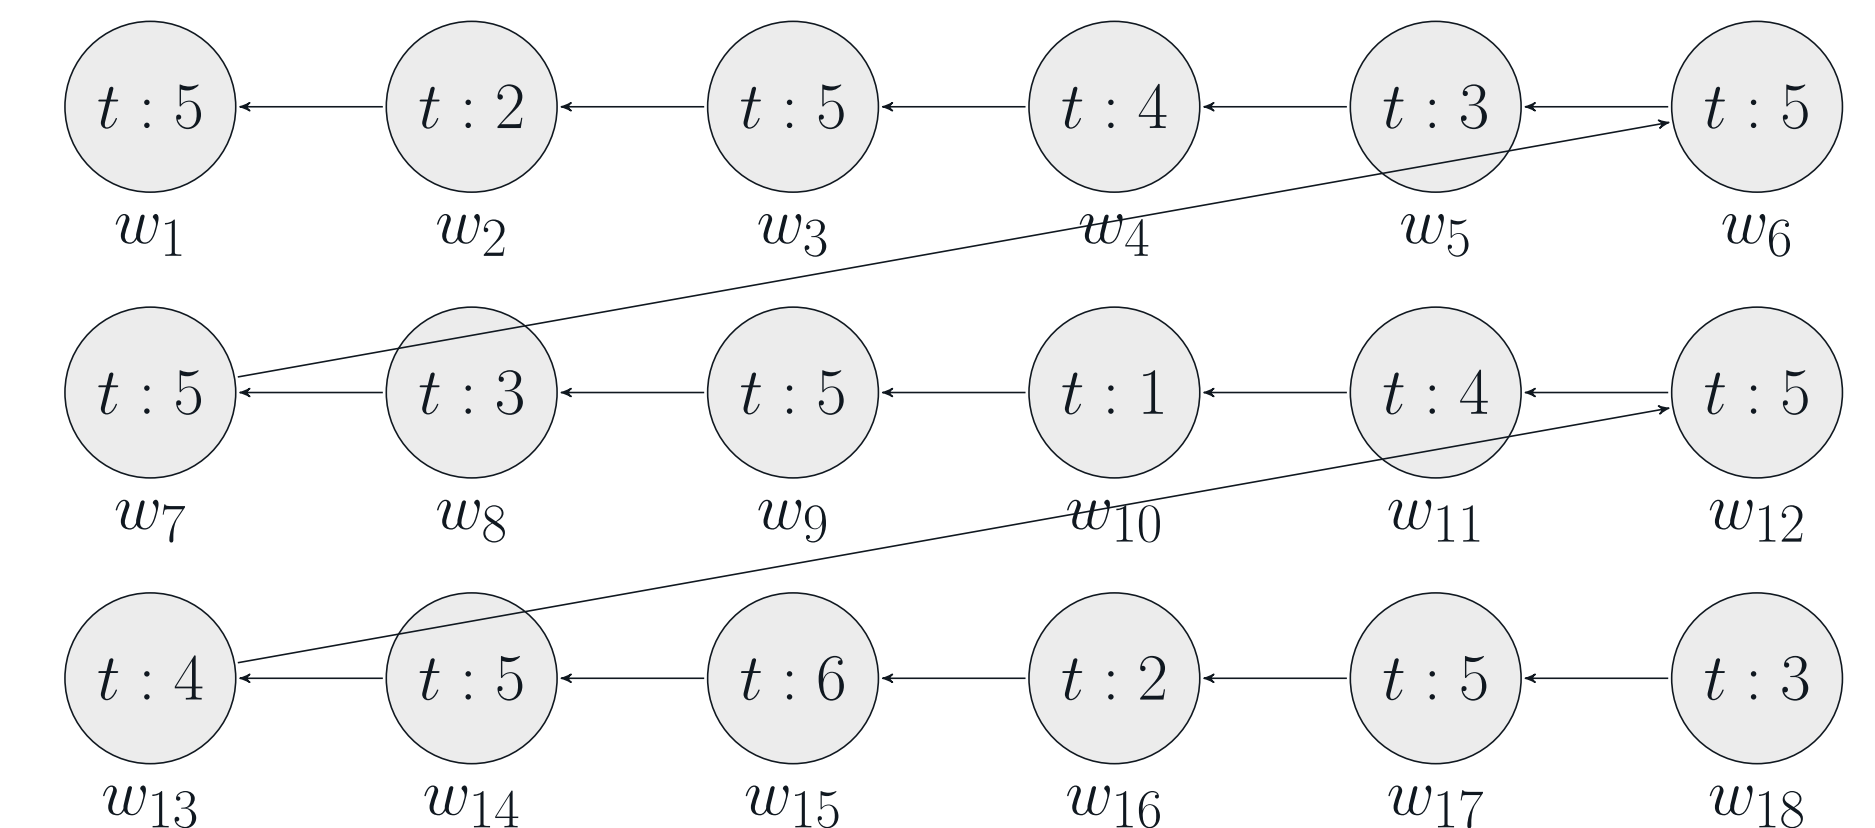 t : 5 t : 2 t : 5 t : 4 t : 3 t : 5
w1 w2 w3 w4 w5 w6
t : 5 t : 3 t : 5 t : 1 t : 4 t : 5
w7 w8 w9 w10 w11 w12
t : 4 t : 5 t : 6 t : 2 t : 5 t : 3
w13 w14 w15 w16 w17 w18